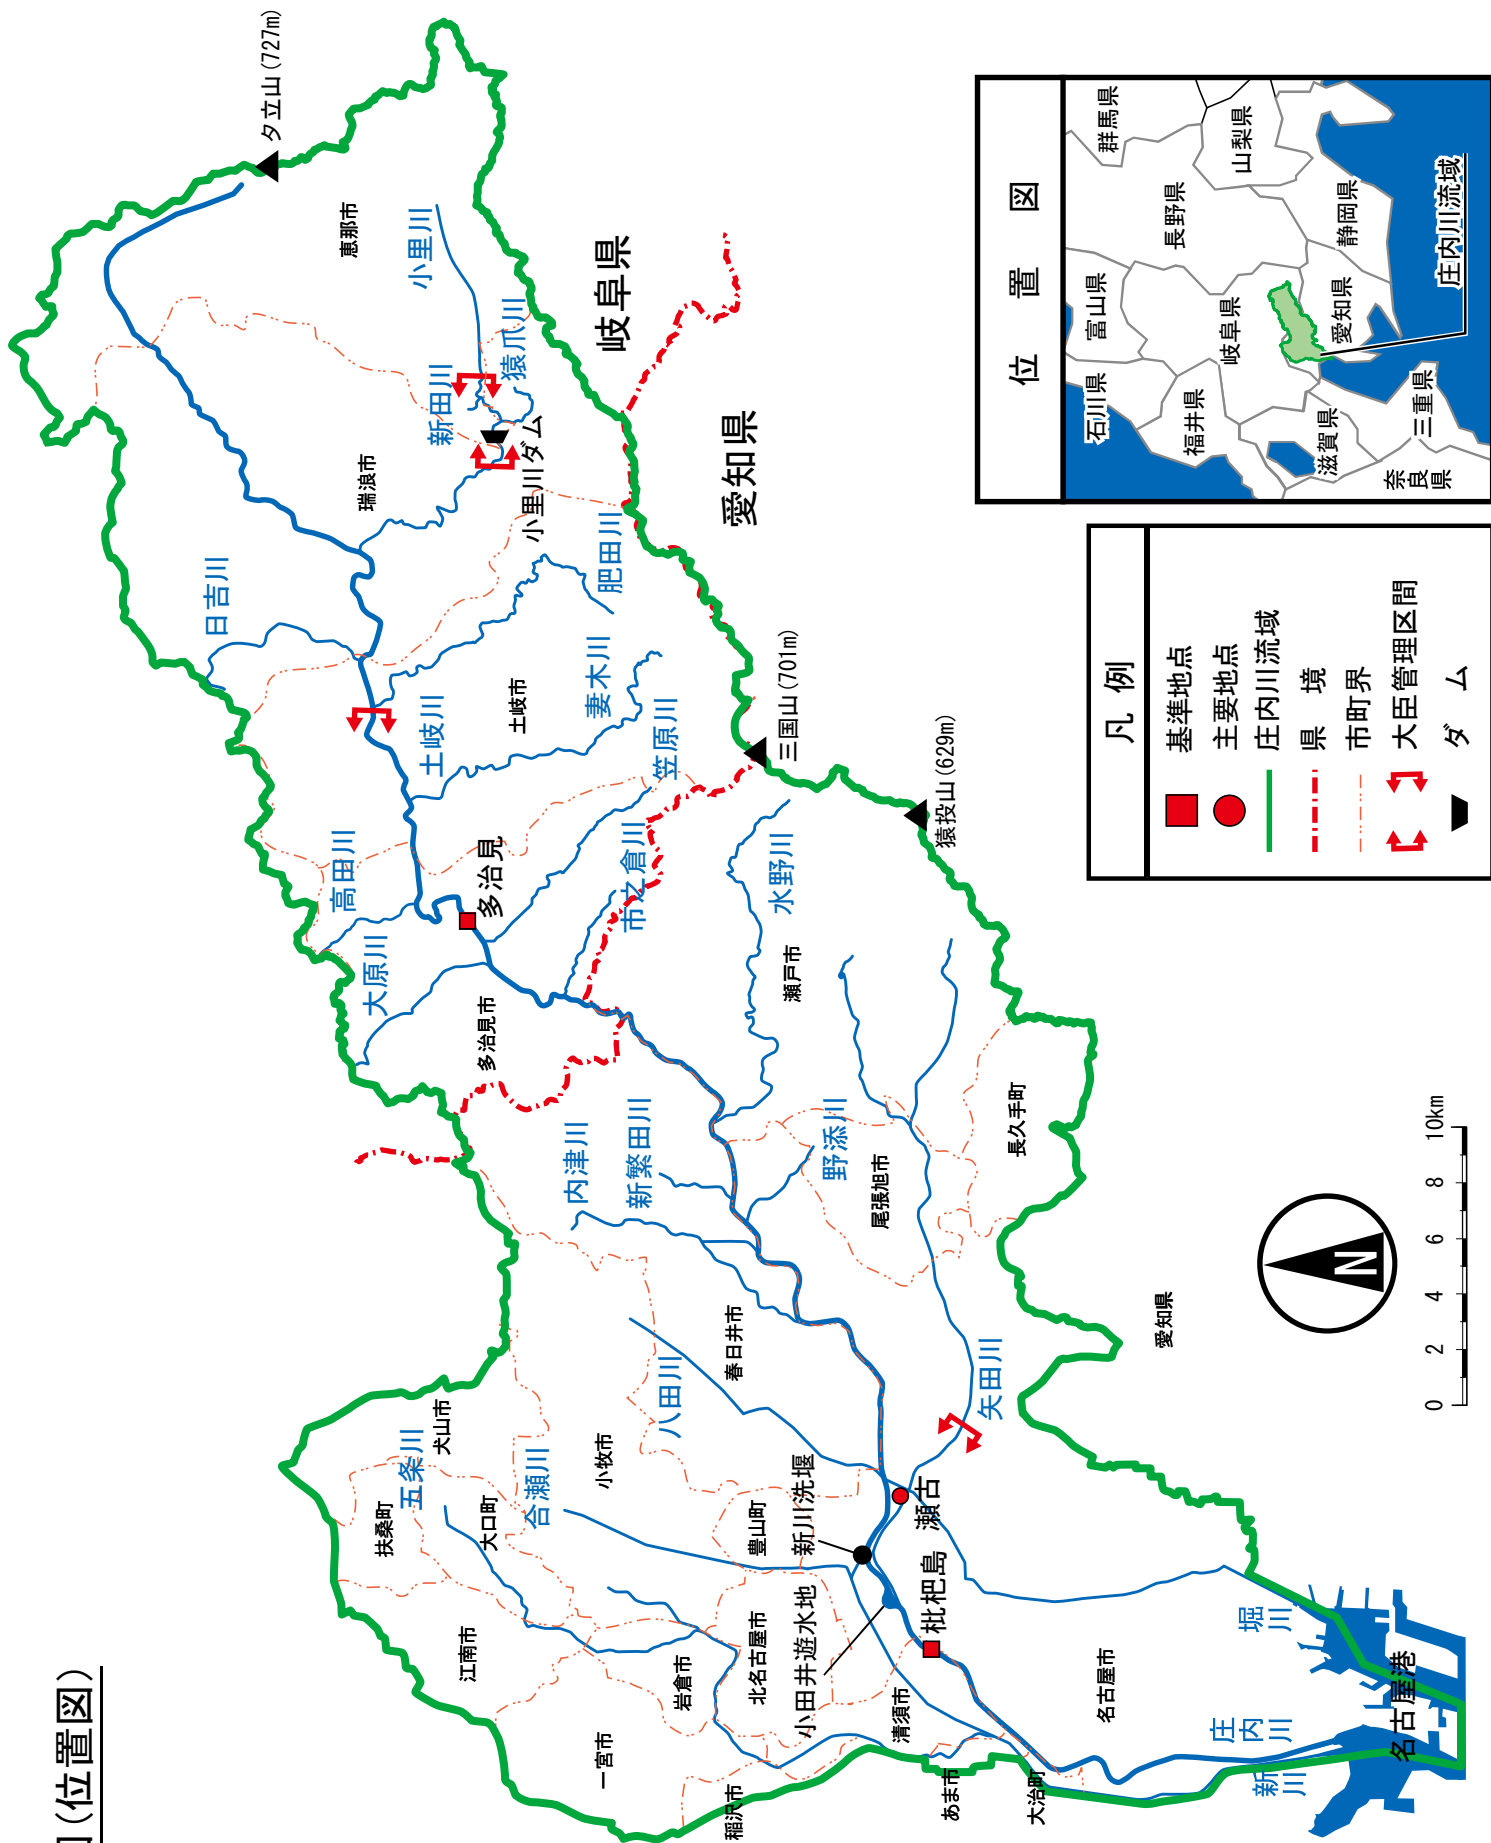 (位置図)
夕立山(727m)
恵那市
小里川
岐阜県
猿爪川
新田川
小里川ダム
瑞浪市
愛知県
日吉川
肥田川
妻木川
土岐市
土岐川
笠原川
三国山(701m)
猿投山(629m)
高田川
多治見
市之倉川
水野川
大原川
瀬戸市
多治見市
長久手町
内津川
新繁田川
野添川
尾張旭市
春日井市
八田川
愛知県
矢田川
犬山市
五条川
扶桑町
大口町
合瀬川
小牧市
豊山町
新川洗堰
瀬古
枇杷島
小田井遊水地
北名古屋市
江南市
岩倉市
清須市
名古屋市
一宮市
稲沢市
あま市
大治町
堀川
庄内川
新川
名古屋港
位置図
群馬県
山梨県
長野県
静岡県
富山県
岐阜県
愛知県
石川県
福井県
滋賀県
三重県
奈良県
庄内川流域
凡例
基準地点
主要地点
庄内川流域
県境
市町界
大臣管理区間
ダム
N
0 2 4 6 8 10km